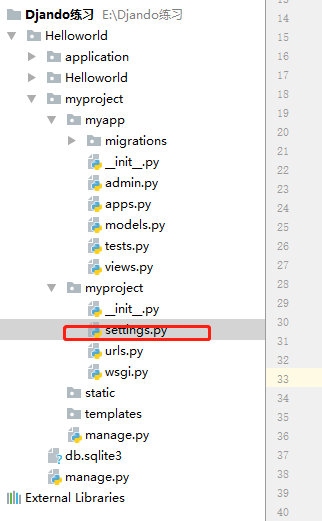 Djando练习 E:\Djando练习
Helloworld
application
Helloworld
myproject
myapp
migrations
__init__.py
admin.py
apps.py
models.py
tests.py
views.py
myproject
__init__.py
settings.py
urls.py
wsgi.py
static
templates
manage.py
db.sqlite3
manage.py
External Libraries
14
15
16
17
18
19
20
21
22
23
24
25
26
27
28
29
30
31
32
33
34
35
36
37
38
39
40